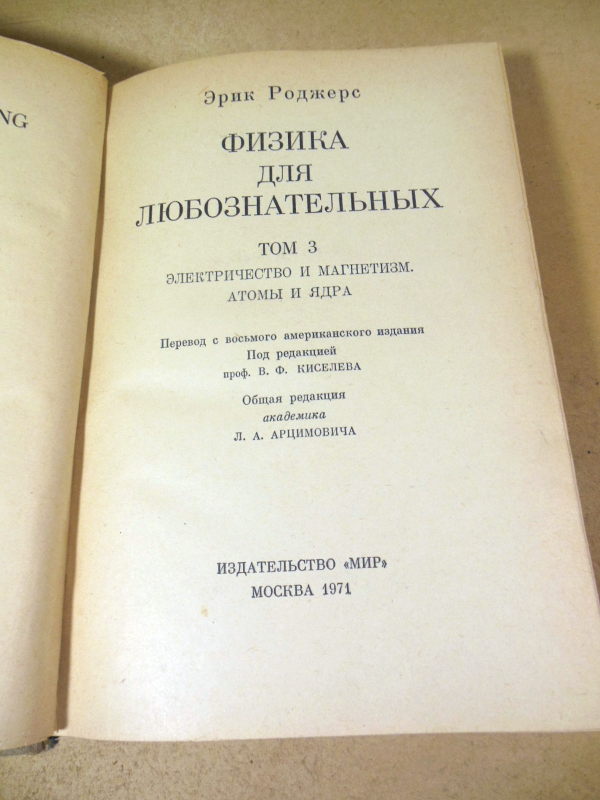 NG
Эрик Роджерс
ФИЗИКА
ДЛЯ
ЛЮБОЗНАТЕЛЬНЫХ
ТОМ 3
ЭЛЕКТРИЧЕСТВО И МАГНЕТИЗМ.
АТОМЫ И ЯДРА
Перевод с восьмого американского издания
Под редакцией
проф. В. Ф. КИСЕЛЕВА
Общая редакция
академика
Л. А. АРЦИМОВИЧА
ИЗДАТЕЛЬСТВО «МИР»
МОСКВА 1971